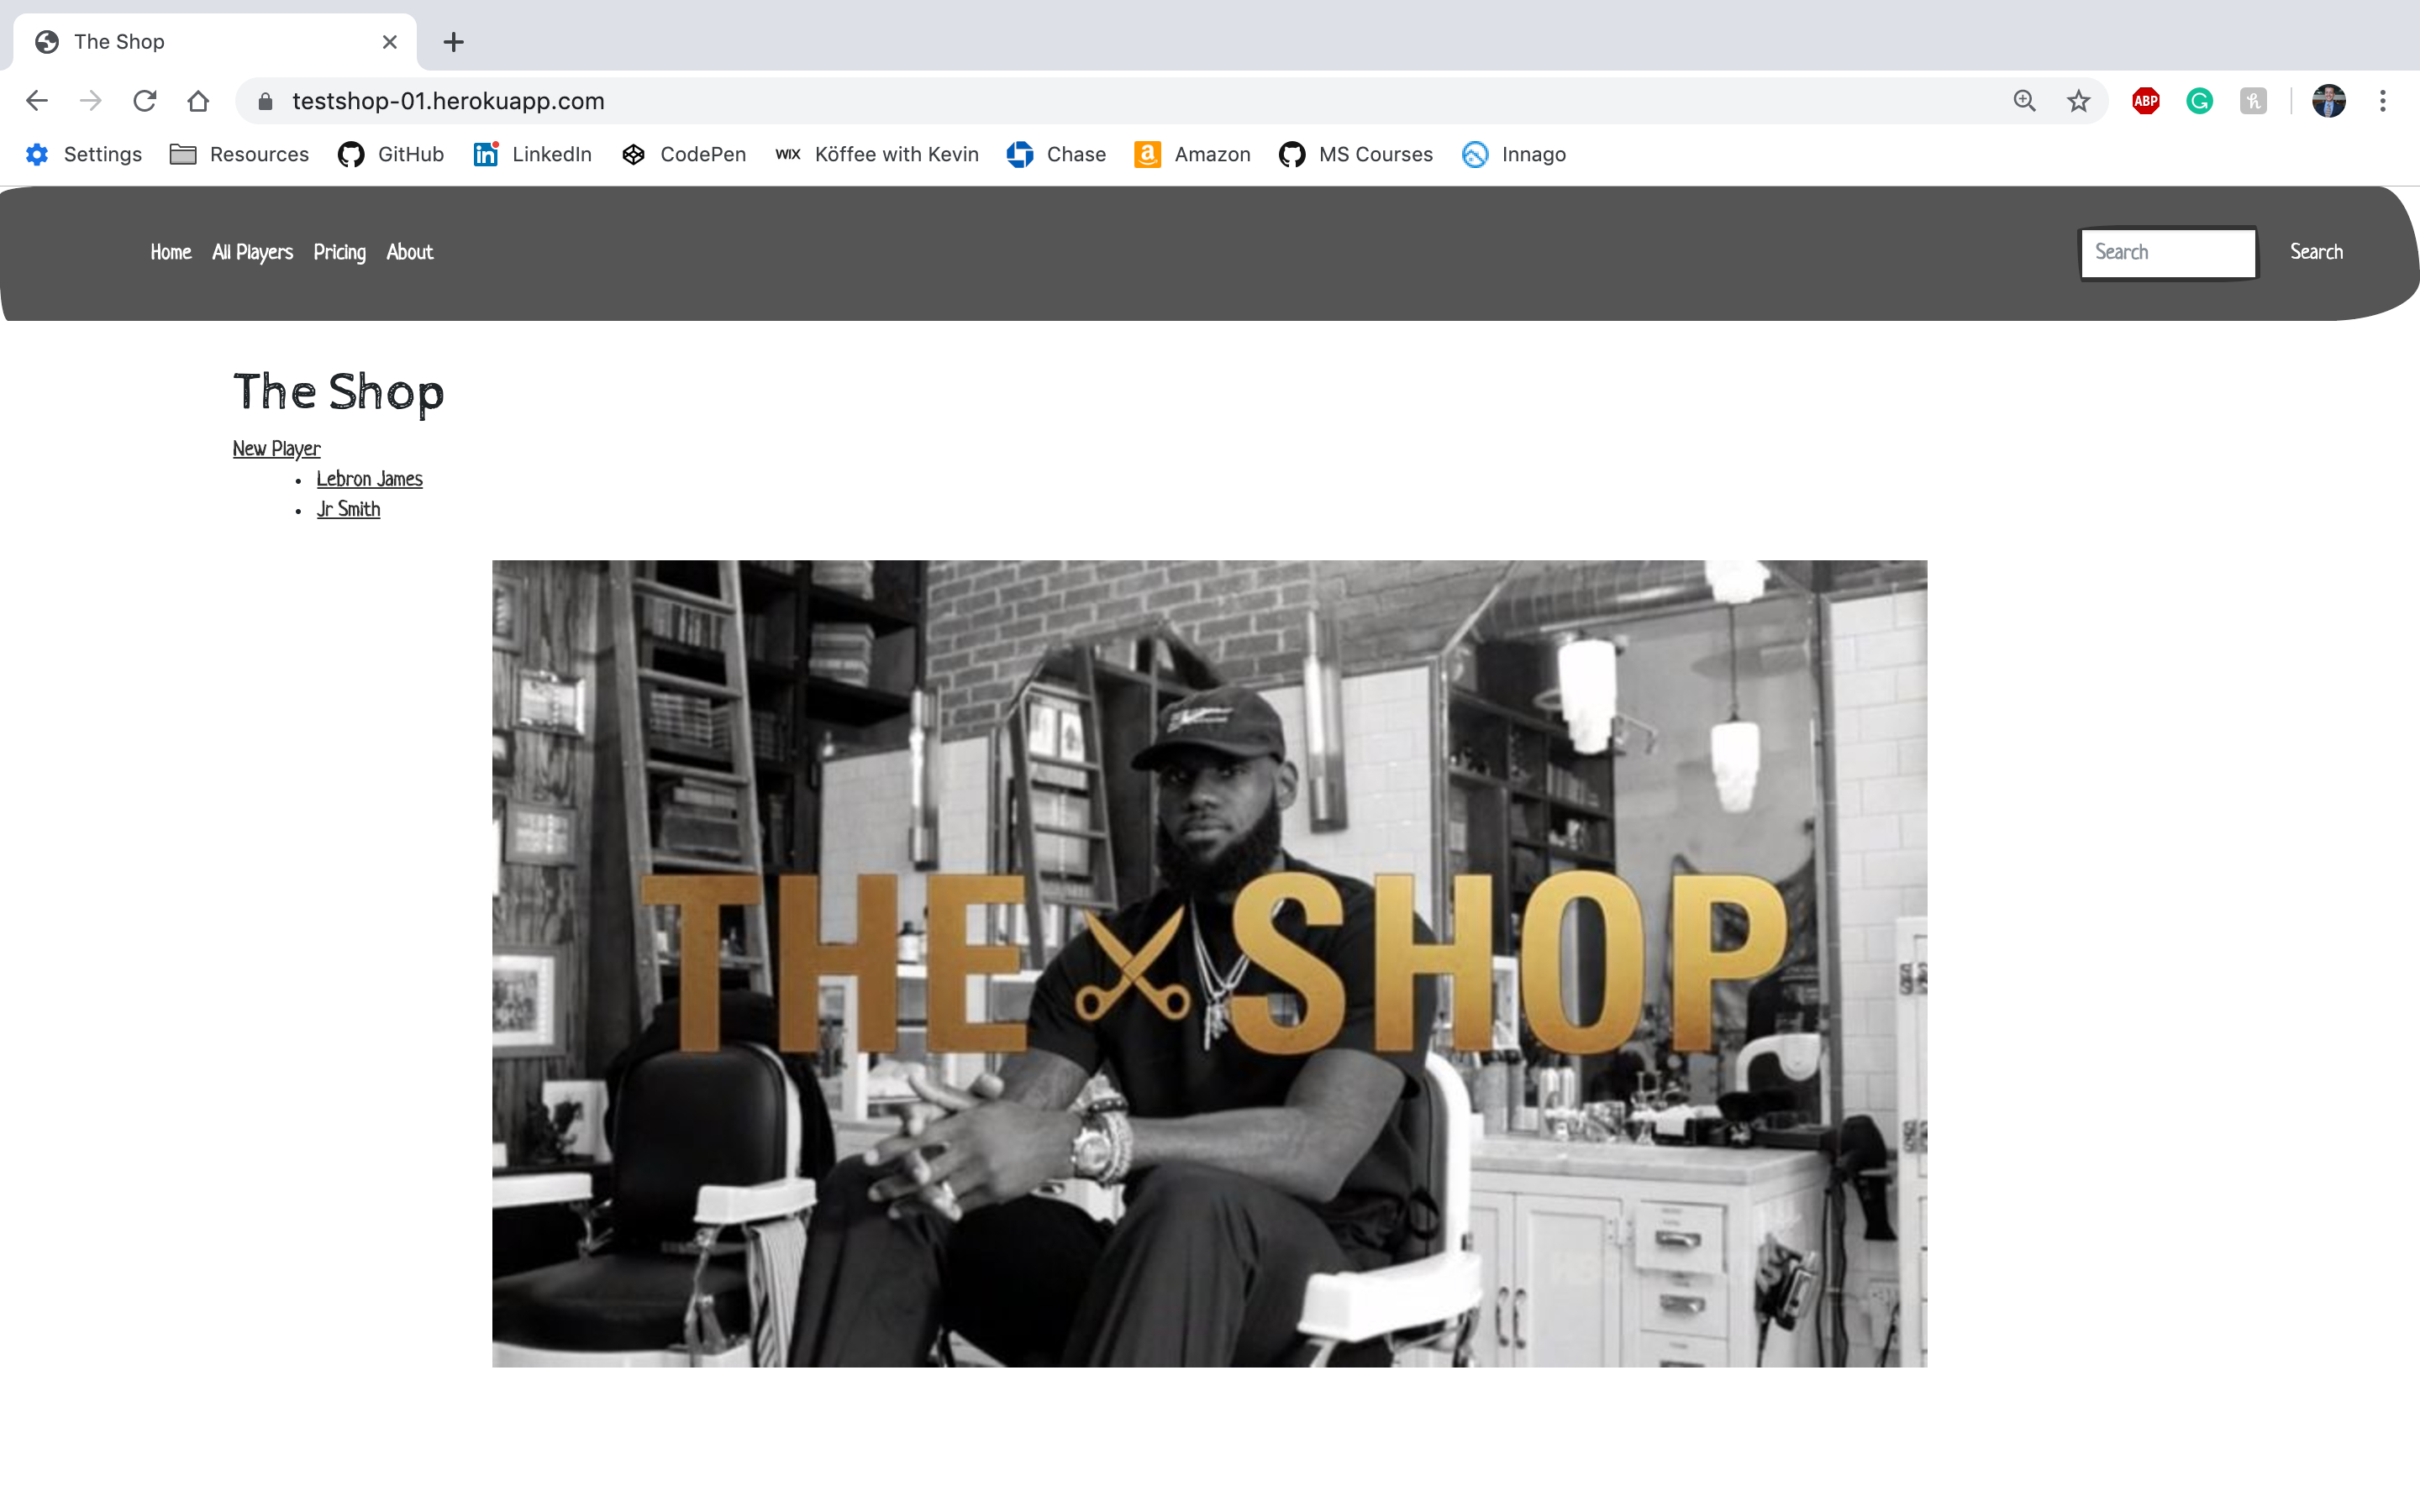 The Shop
testshop-01.herokuapp.com
ABP
Settings Resources GitHub LinkedIn CodePen WIX Köffee with Kevin Chase Amazon MS Courses Innago
Home All Players Pricing About Search Search
The Shop
New Player
• Lebron James
• Jr Smith
THE SHOP